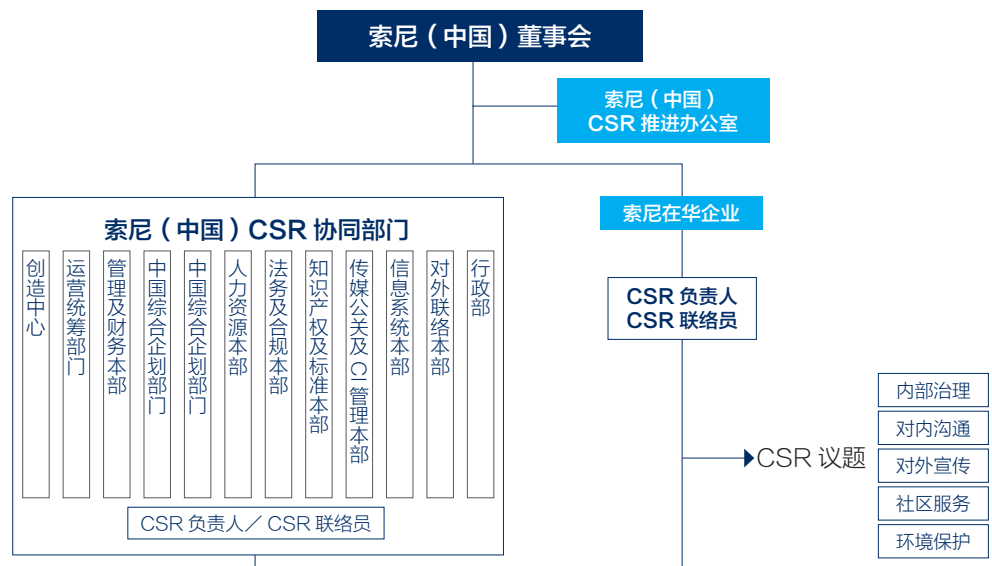 索尼（中国）董事会
索尼（中国）
CSR 推进办公室
索尼（中国）CSR 协同部门
创造中心
运营统筹部门
管理及财务本部
中国综合企划部门
中国综合企划部门
人力资源本部
法务及合规本部
知识产权及标准本部
传媒公关及 CI 管理本部
信息系统本部
对外联络本部
行政部
CSR 负责人／ CSR 联络员
索尼在华企业
CSR 负责人
CSR 联络员
CSR 议题
内部治理
对内沟通
对外宣传
社区服务
环境保护